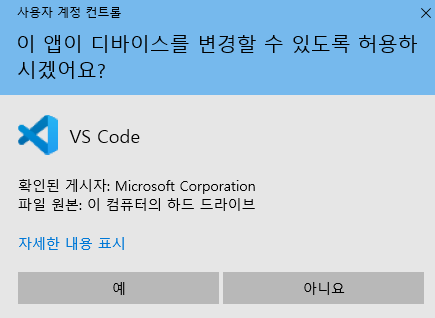 사용자 계정 컨트롤
이 앱이 디바이스를 변경할 수 있도록 허용하
시겠어요?
VS Code
확인된 게시자: Microsoft Corporation
파일 원본: 이 컴퓨터의 하드 드라이브
자세한 내용 표시
예
아니요